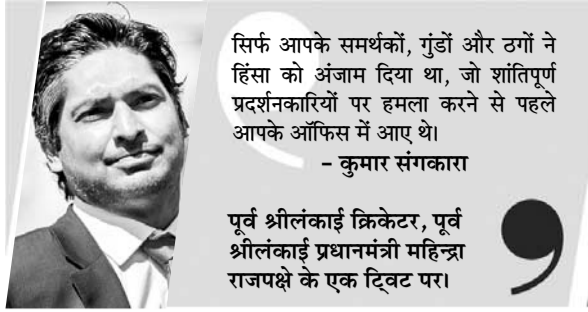 सिर्फ आपके समर्थकों, गुंडों और ठगों ने
हिंसा को अंजाम दिया था, जो शांतिपूर्ण
प्रदर्शनकारियों पर हमला करने से पहले
आपके ऑफिस में आए थे।
– कुमार संगकारा
पूर्व श्रीलंकाई क्रिकेटर, पूर्व
श्रीलंकाई प्रधानमंत्री महिन्द्रा
राजपक्षे के एक ट्विट पर।